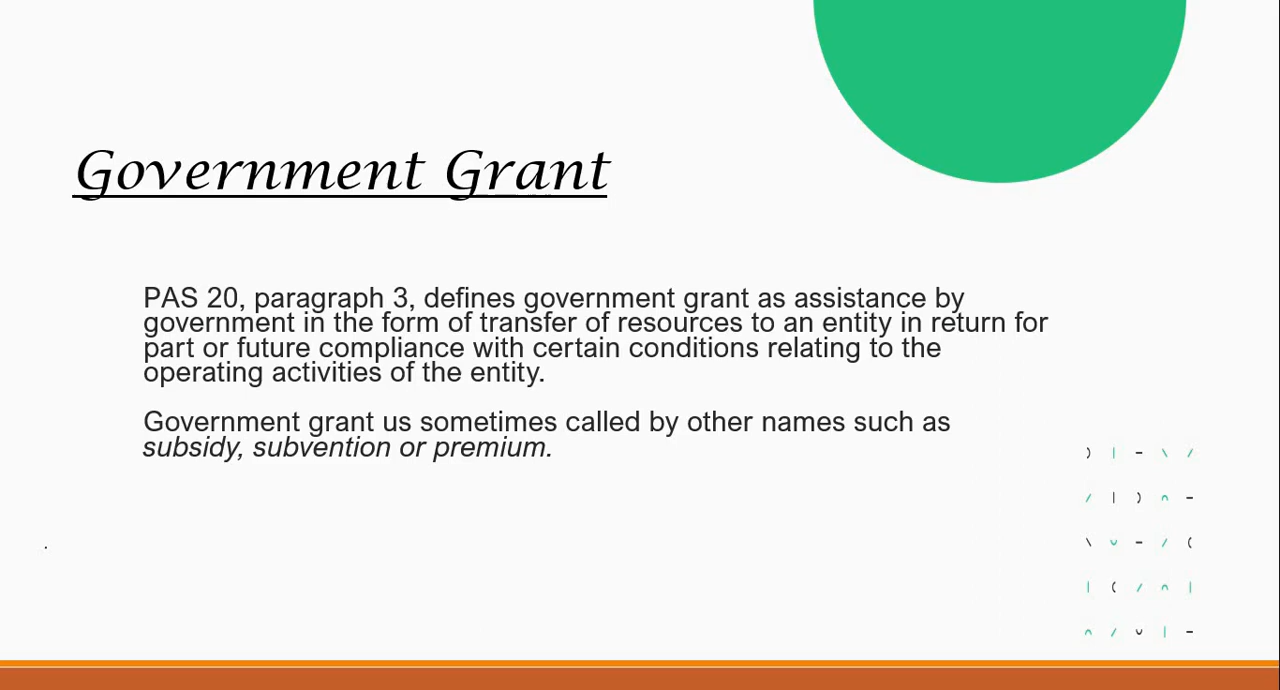 Government Grant
PAS 20, paragraph 3, defines government grant as assistance by
government in the form of transfer of resources to an entity in return for
part or future compliance with certain conditions relating to the
operating activities of the entity.
Government grant us sometimes called by other names such as
subsidy, subvention or premium.
.